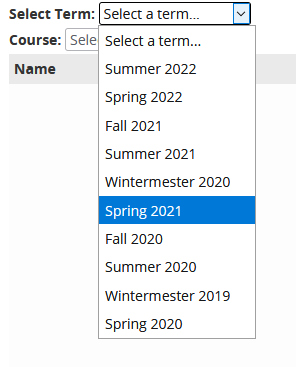 Select Term: Select a term...
Select a term...
Course: Sele
Summer 2022
Name
Spring 2022
Fall 2021
Summer 2021
Wintermester 2020
Spring 2021
Fall 2020
Summer 2020
Wintermester 2019
Spring 2020